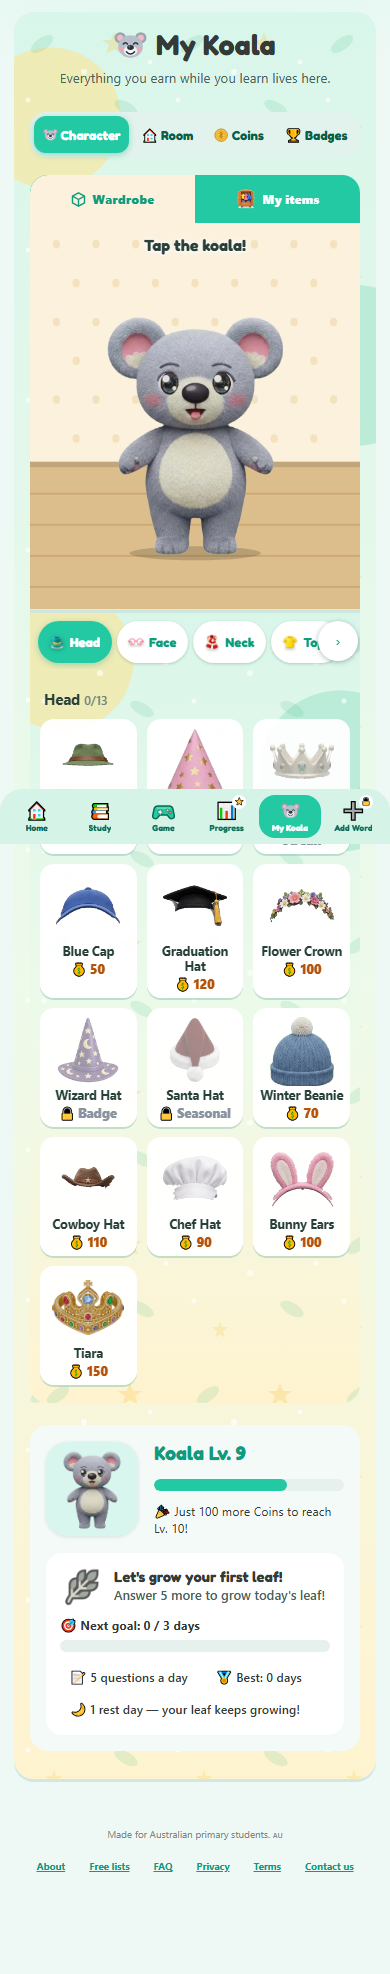 My Koala
Everything you earn while you learn lives here.
Character
Room
Coins
Badges
Wardrobe
My items
Tap the koala!
Head
Face
Neck
Head 0/13
Home
Study
Game
Progress
My Koala
Add Word
Blue Cap
50
Graduation
Hat
120
Flower Crown
100
Wizard Hat
Badge
Santa Hat
Seasonal
Winter Beanie
70
Cowboy Hat
110
Chef Hat
90
Bunny Ears
100
Tiara
150
Koala Lv. 9
Just 100 more Coins to reach
Lv. 10!
Let's grow your first leaf!
Answer 5 more to grow today's leaf!
Next goal: 0 / 3 days
5 questions a day
Best: 0 days
1 rest day — your leaf keeps growing!
Made for Australian primary students. AU
About
Free lists
FAQ
Privacy
Terms
Contact us